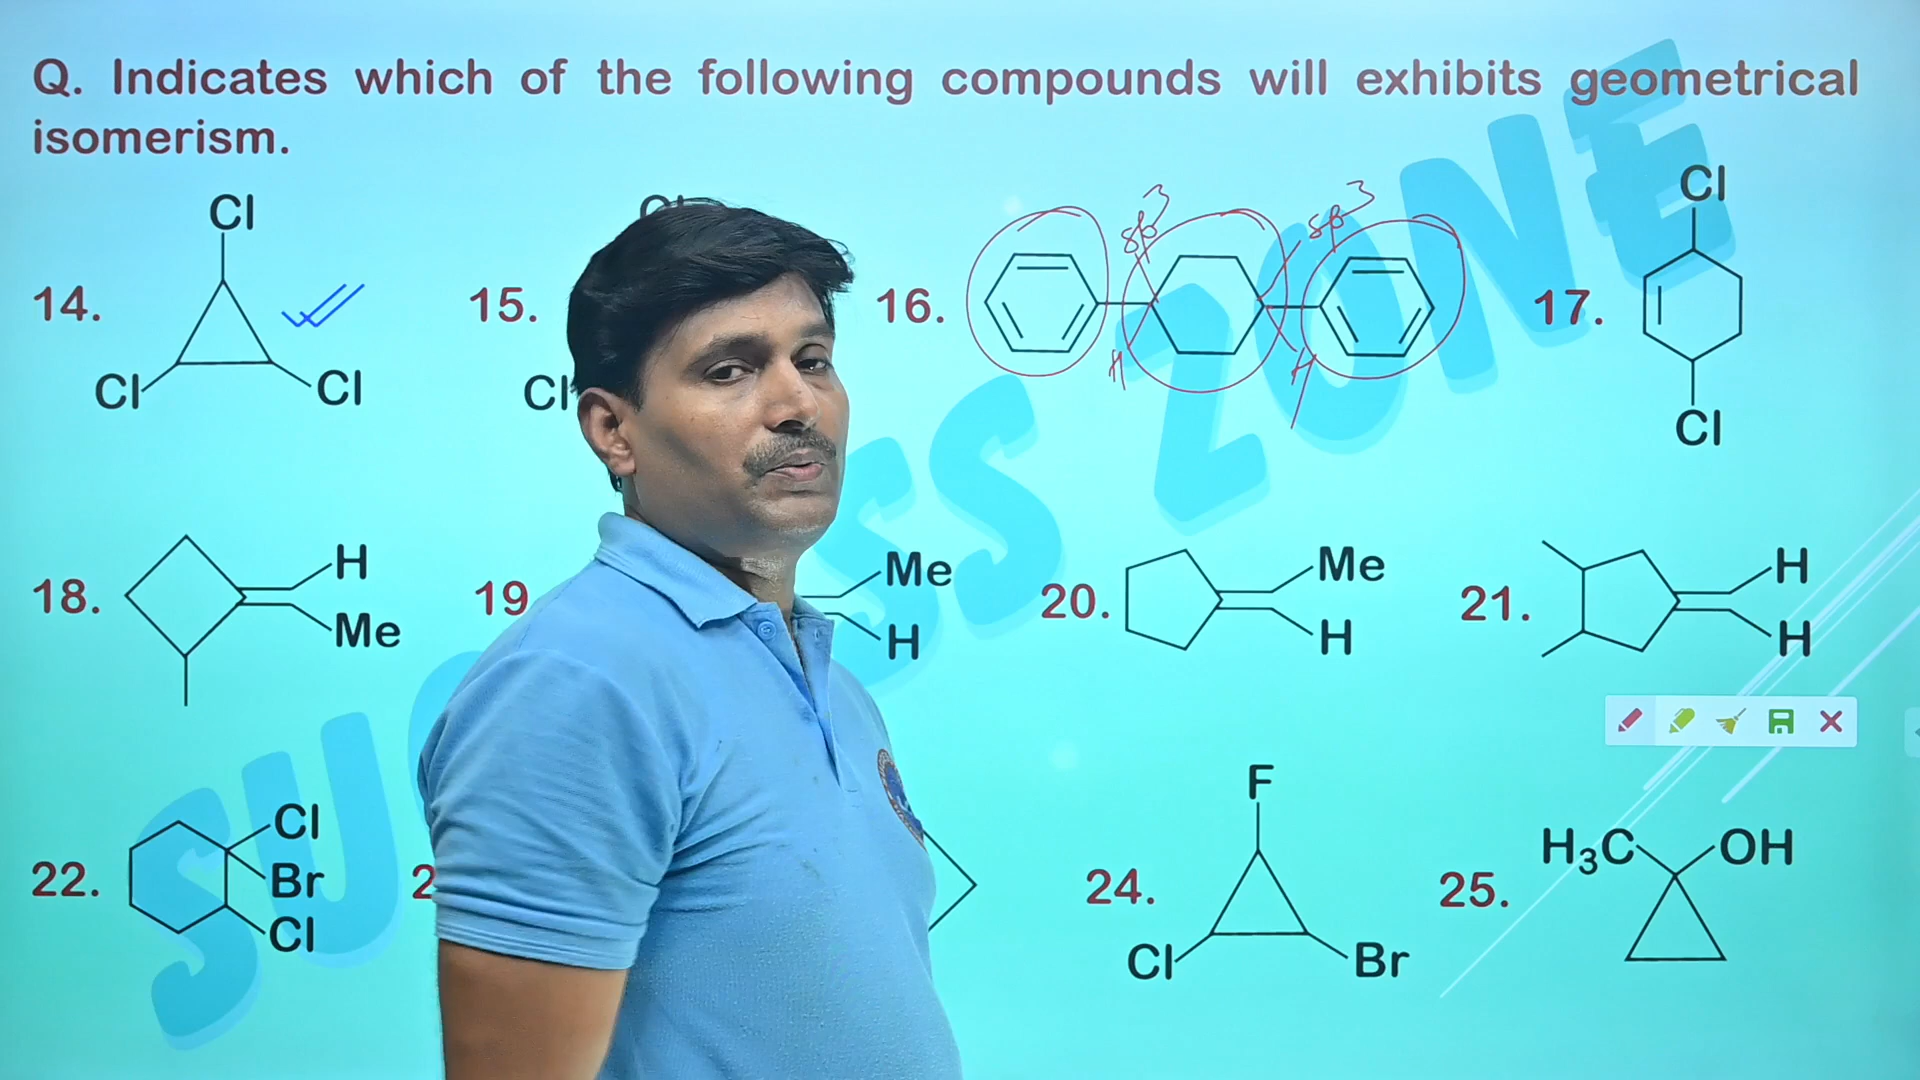 Q. Indicates which of the following compounds will exhibits geometrical
isomerism.
14.
Cl
Cl
Cl
15.
Cl
16.
sp3
sp3
H
H
17.
Cl
Cl
18.
H
Me
19
Me
H
20.
Me
H
21.
H
H
22.
Cl
Br
Cl
2
24.
F
Cl
Br
25.
H₃C
OH
ZONE